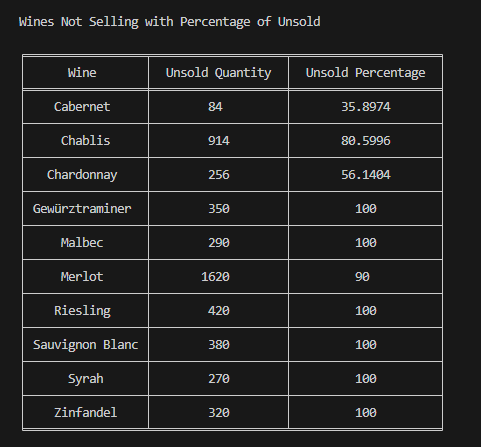 Wines Not Selling with Percentage of Unsold
Wine Unsold Quantity Unsold Percentage
Cabernet 84 35.8974
Chablis 914 80.5996
Chardonnay 256 56.1404
Gewürztraminer 350 100
Malbec 290 100
Merlot 1620 90
Riesling 420 100
Sauvignon Blanc 380 100
Syrah 270 100
Zinfandel 320 100